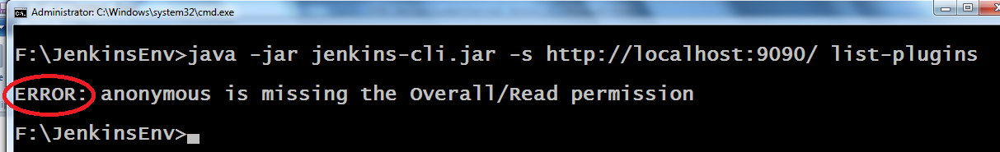 Administrator: C:\Windows\system32\cmd.exe
F:\JenkinsEnv>java -jar jenkins-cli.jar -s http://localhost:9090/ list-plugins
ERROR: anonymous is missing the Overall/Read permission
F:\JenkinsEnv>